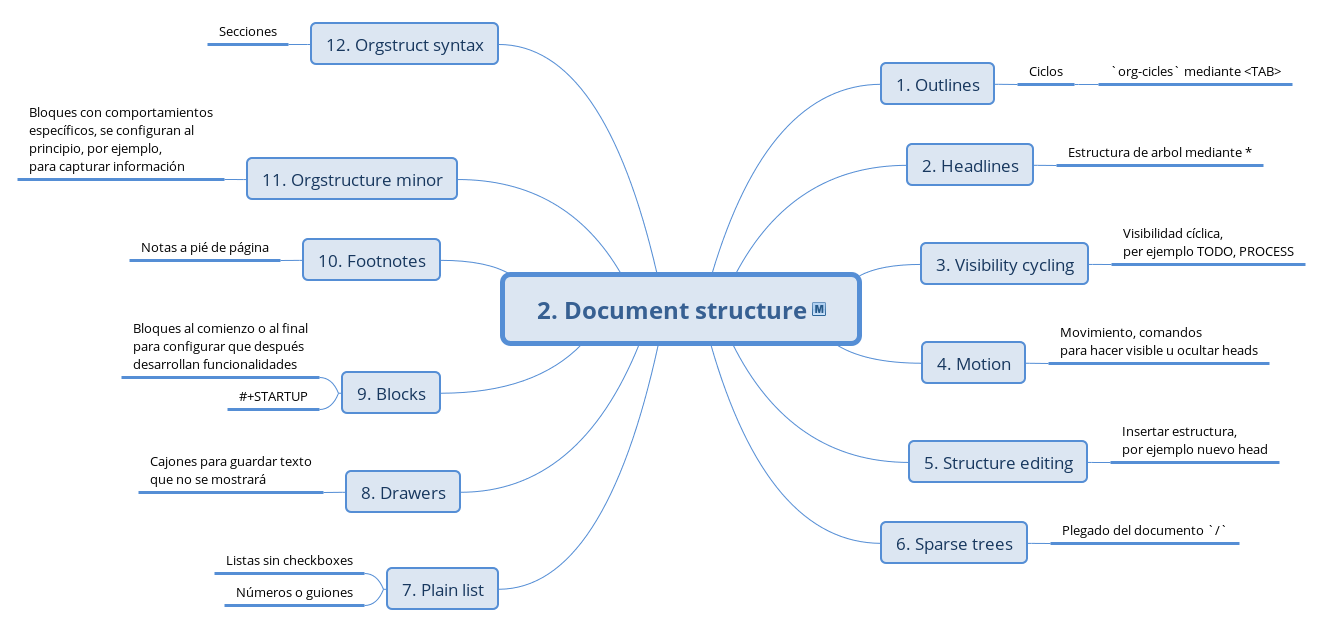 2. Document structure
M
1. Outlines
Ciclos
`org-cicles` mediante <TAB>
2. Headlines
Estructura de arbol mediante *
3. Visibility cycling
Visibilidad cíclica,
per ejemplo TODO, PROCESS
4. Motion
Movimiento, comandos
para hacer visible u ocultar heads
5. Structure editing
Insertar estructura,
por ejemplo nuevo head
6. Sparse trees
Plegado del documento `/`
7. Plain list
Listas sin checkboxes
Números o guiones
8. Drawers
Cajones para guardar texto
que no se mostrará
9. Blocks
Bloques al comienzo o al final
para configurar que después
desarrollan funcionalidades
#+STARTUP
10. Footnotes
Notas a pié de página
11. Orgstructure minor
Bloques con comportamientos
específicos, se configuran al
principio, por ejemplo,
para capturar información
12. Orgstruct syntax
Secciones